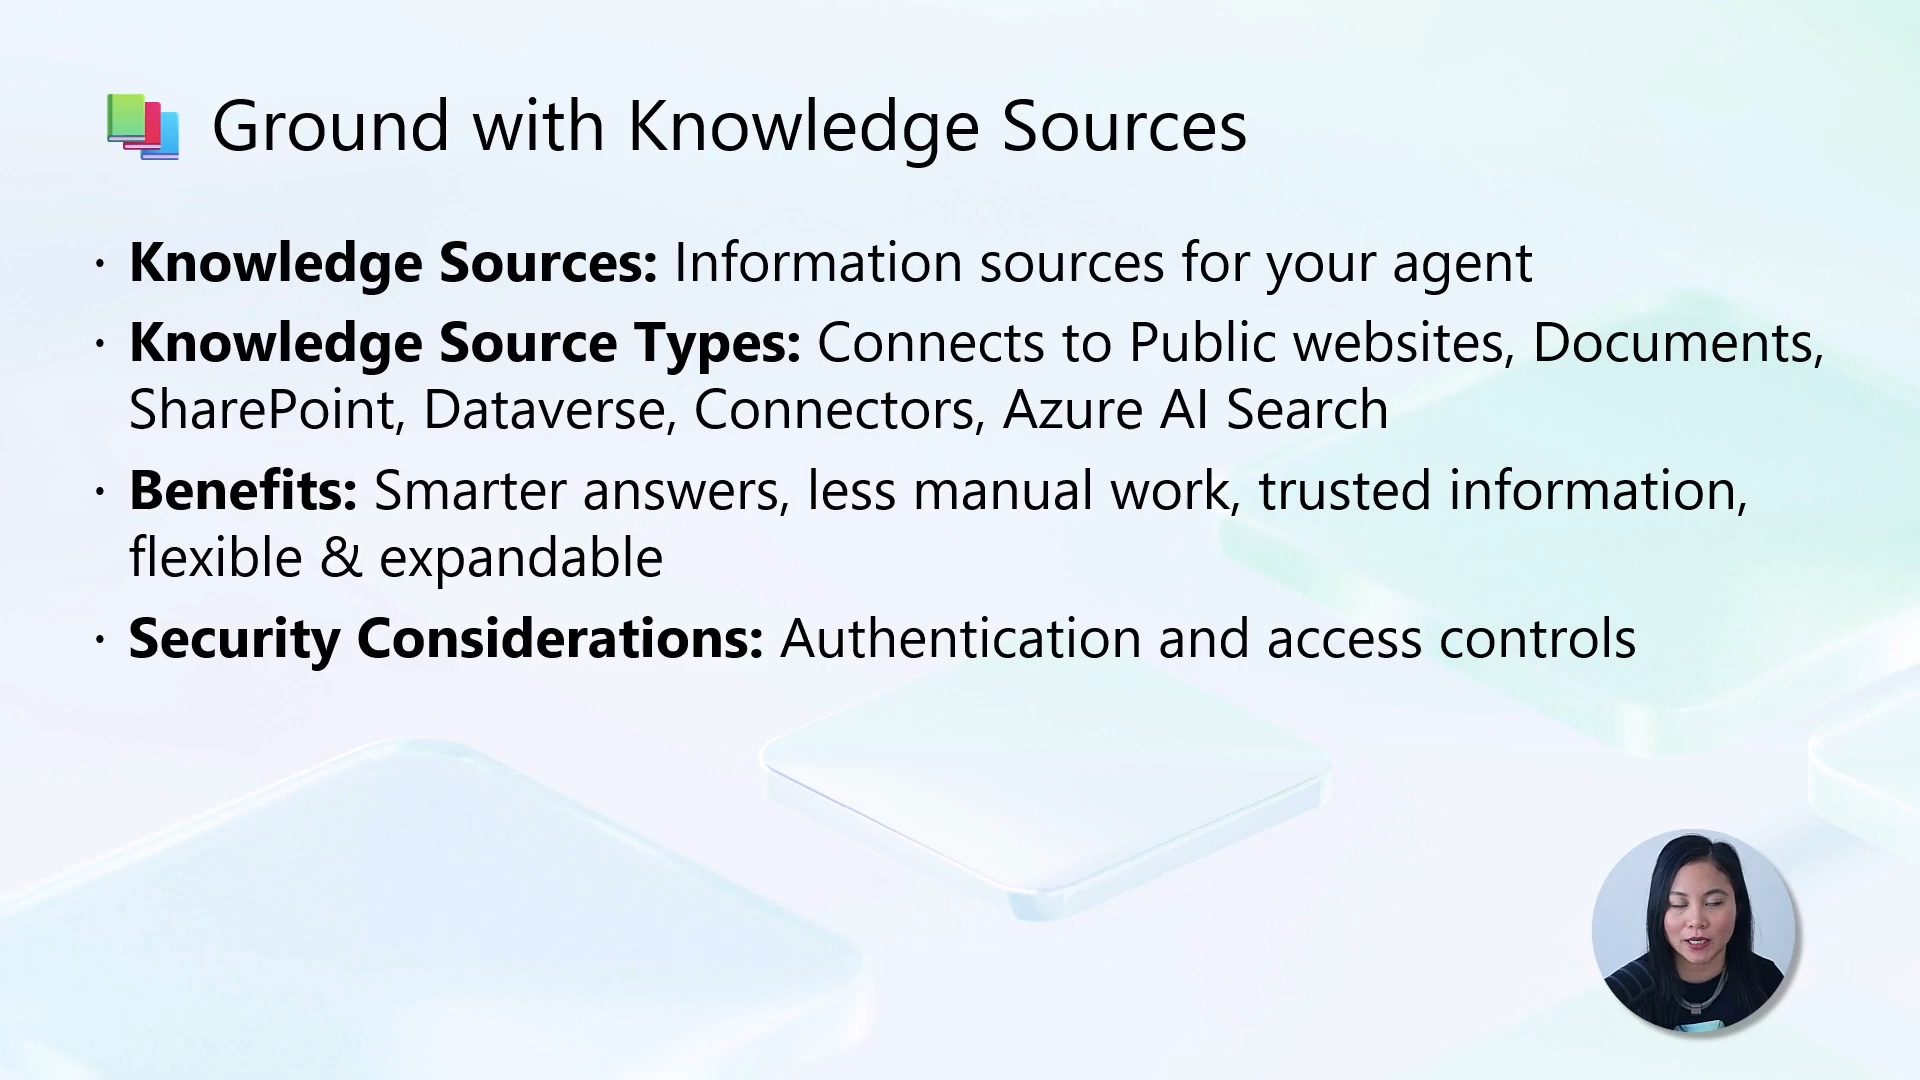 Ground with Knowledge Sources
· Knowledge Sources: Information sources for your agent
· Knowledge Source Types: Connects to Public websites, Documents,
SharePoint, Dataverse, Connectors, Azure AI Search
· Benefits: Smarter answers, less manual work, trusted information,
flexible & expandable
· Security Considerations: Authentication and access controls